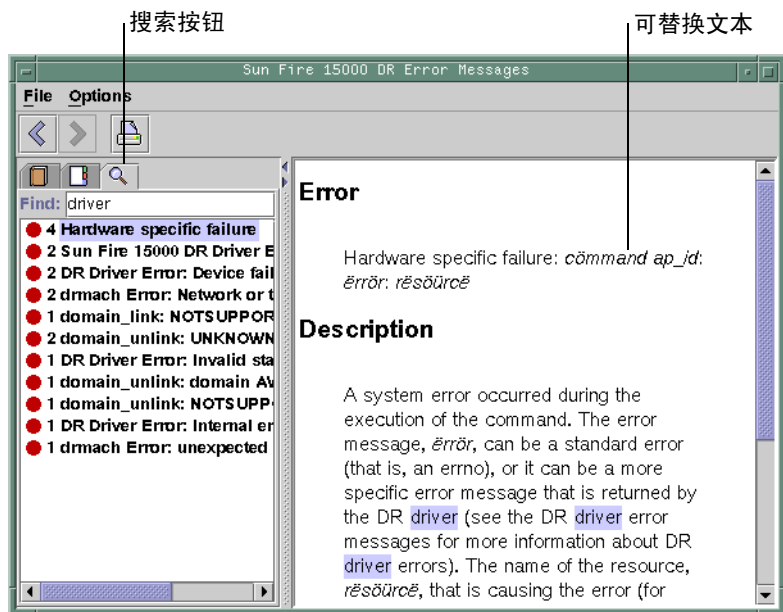 搜索按钮
可替换文本
Sun Fire 15000 DR Error Messages
File Options
Find: driver
4 Hardware specific failure
2 Sun Fire 15000 DR Driver E
2 DR Driver Error: Device fail
2 drmach Error: Network or t
1 domain_link: NOTSUPPOR
2 domain_unlink: UNKNOWN
1 DR Driver Error: Invalid sta
1 domain_unlink: domain AV
1 domain_unlink: NOTSUPP
1 DR Driver Error: Internal er
1 drmach Error: unexpected
Error
Hardware specific failure: cömmand ap_id:
ërrör: rësöürcë
Description
A system error occurred during the
execution of the command. The error
message, ërrör, can be a standard error
(that is, an errno), or it can be a more
specific error message that is returned by
the DR driver (see the DR driver error
messages for more information about DR
driver errors). The name of the resource,
rësöürcë, that is causing the error (for